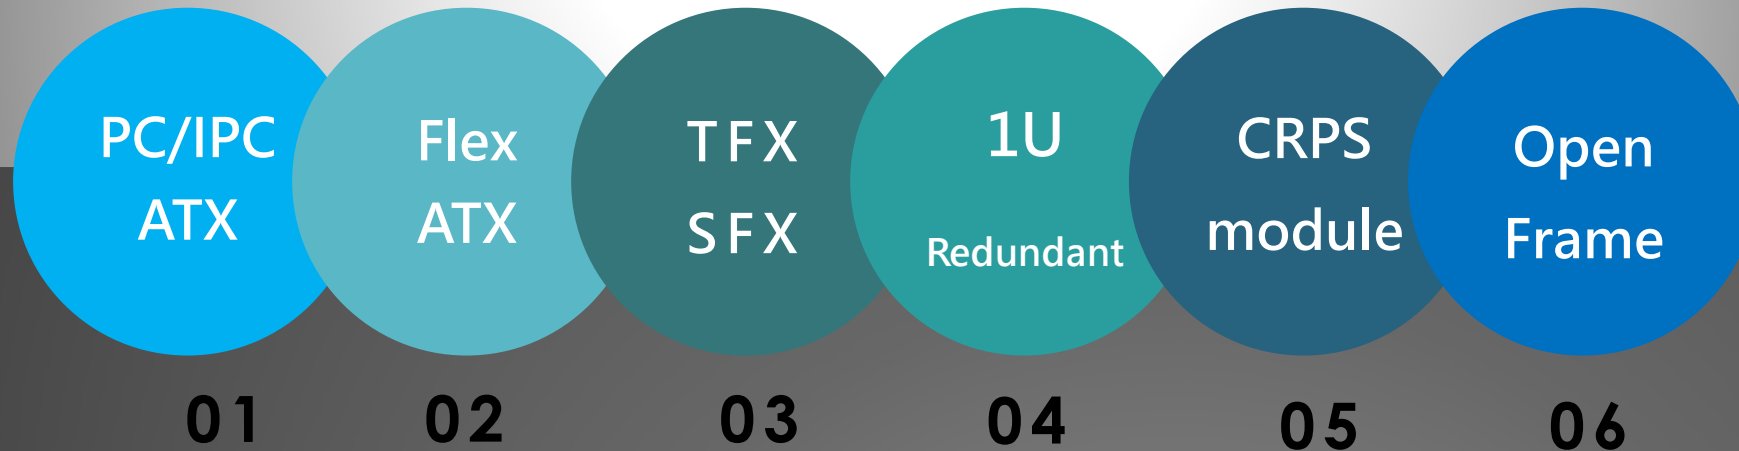 PC/IPC
ATX
Flex
ATX
TFX
SFX
1U
Redundant
CRPS
module
Open
Frame
01
02
03
04
05
06